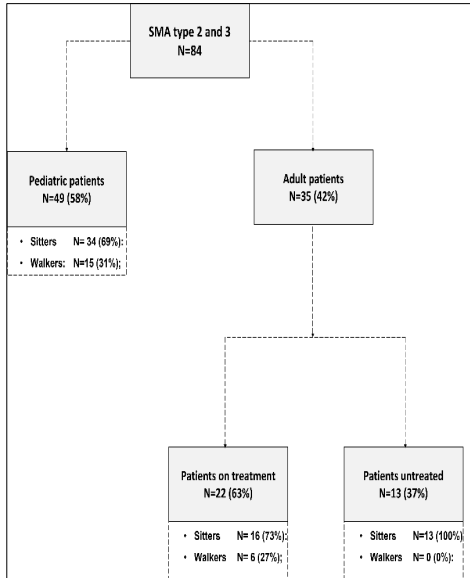 SMA type 2 and 3
N=84
Pediatric patients
N=49 (58%)
• Sitters N= 34 (69%):
• Walkers: N=15 (31%);
Adult patients
N=35 (42%)
Patients on treatment
N=22 (63%)
• Sitters N= 16 (73%):
• Walkers N= 6 (27%);
Patients untreated
N=13 (37%)
• Sitters N=13 (100%)
• Walkers N= 0 (0%):